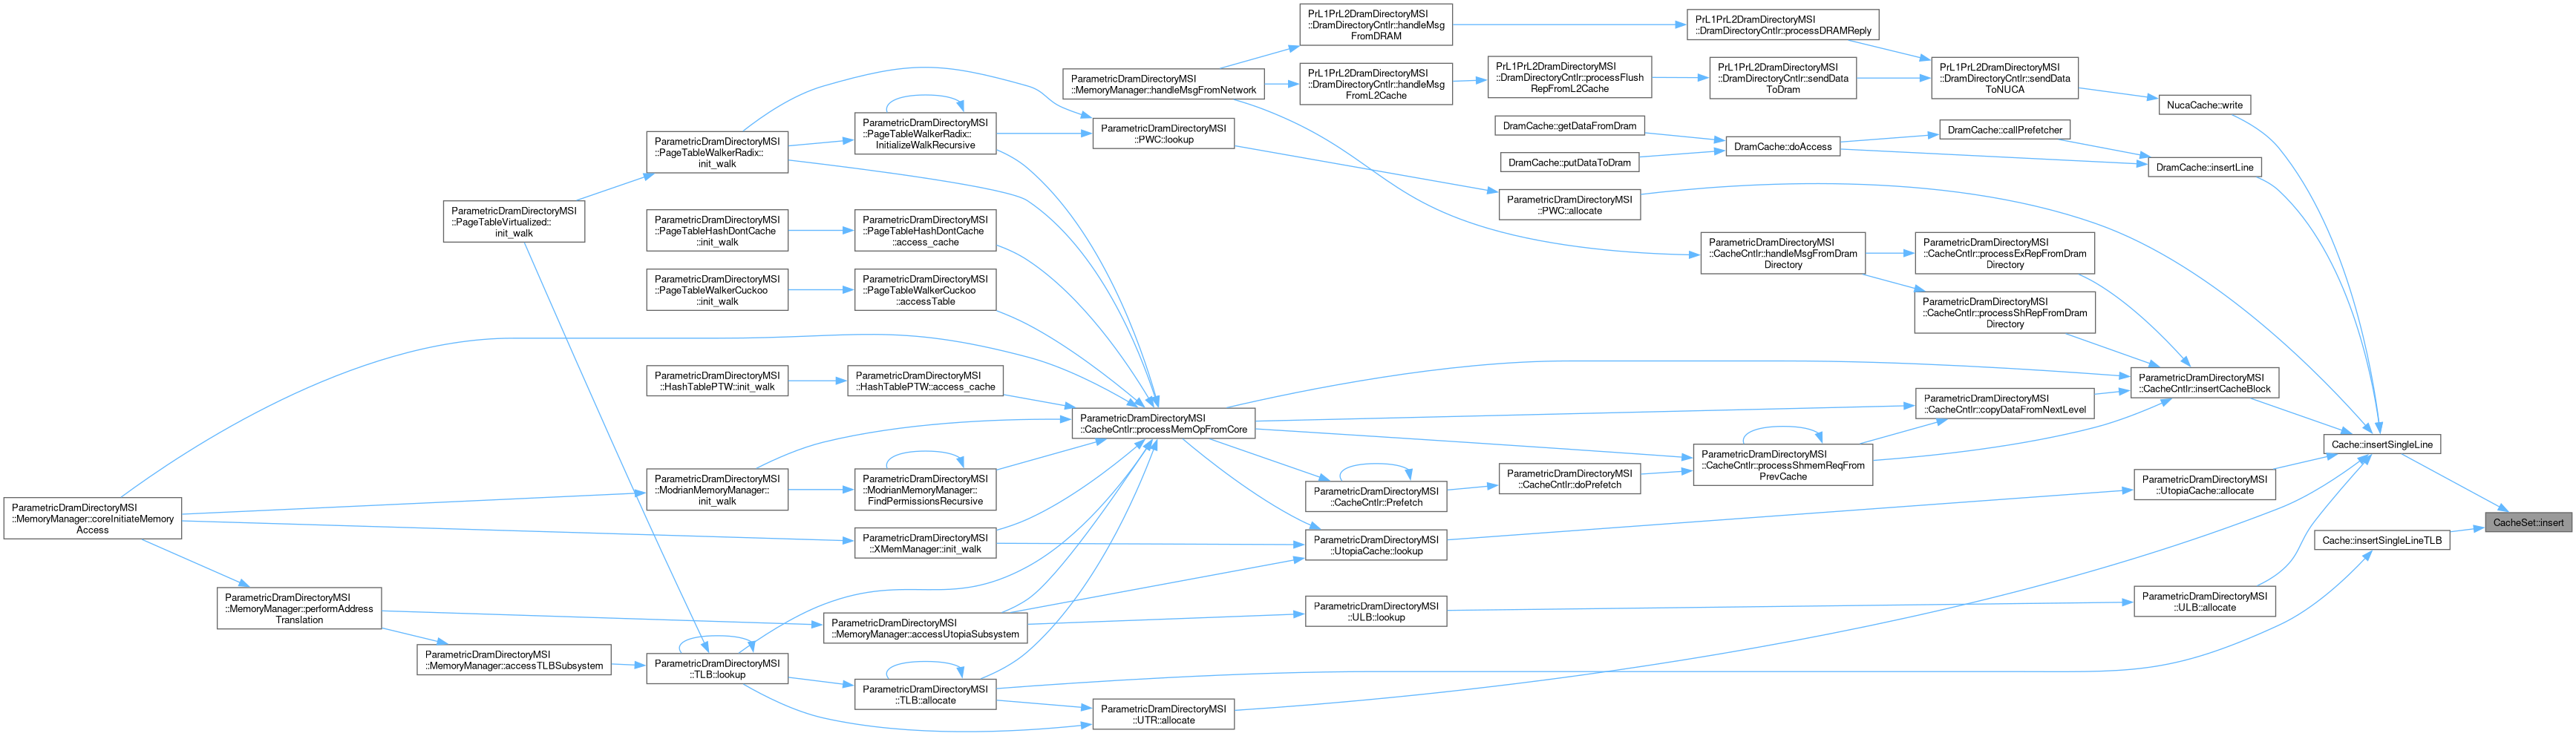 PrL1PrL2DramDirectoryMSI
::DramDirectoryCntlr::handleMsg
FromDRAM
PrL1PrL2DramDirectoryMSI
::DramDirectoryCntlr::processDRAMReply
ParametricDramDirectoryMSI
::MemoryManager::handleMsgFromNetwork
PrL1PrL2DramDirectoryMSI
::DramDirectoryCntlr::handleMsg
FromL2Cache
PrL1PrL2DramDirectoryMSI
::DramDirectoryCntlr::processFlush
RepFromL2Cache
PrL1PrL2DramDirectoryMSI
::DramDirectoryCntlr::sendData
ToDram
PrL1PrL2DramDirectoryMSI
::DramDirectoryCntlr::sendData
ToNUCA
NucaCache::write
ParametricDramDirectoryMSI
::PageTableWalkerRadix::
init_walk
ParametricDramDirectoryMSI
::PageTableWalkerRadix::
InitializeWalkRecursive
ParametricDramDirectoryMSI
::PWC::lookup
DramCache::getDataFromDram
DramCache::putDataToDram
DramCache::doAccess
DramCache::callPrefetcher
DramCache::insertLine
ParametricDramDirectoryMSI
::PageTableVirtualized::
init_walk
ParametricDramDirectoryMSI
::PageTableHashDontCache
::init_walk
ParametricDramDirectoryMSI
::PageTableHashDontCache
::access_cache
ParametricDramDirectoryMSI
::PWC::allocate
ParametricDramDirectoryMSI
::CacheCntlr::handleMsgFromDram
Directory
ParametricDramDirectoryMSI
::CacheCntlr::processExRepFromDram
Directory
ParametricDramDirectoryMSI
::PageTableWalkerCuckoo
::init_walk
ParametricDramDirectoryMSI
::PageTableWalkerCuckoo
::accessTable
ParametricDramDirectoryMSI
::CacheCntlr::processShRepFromDram
Directory
ParametricDramDirectoryMSI
::HashTablePTW::init_walk
ParametricDramDirectoryMSI
::HashTablePTW::access_cache
ParametricDramDirectoryMSI
::CacheCntlr::insertCacheBlock
ParametricDramDirectoryMSI
::CacheCntlr::processMemOpFromCore
ParametricDramDirectoryMSI
::CacheCntlr::copyDataFromNextLevel
Cache::insertSingleLine
ParametricDramDirectoryMSI
::ModrianMemoryManager::
init_walk
ParametricDramDirectoryMSI
::ModrianMemoryManager::
FindPermissionsRecursive
ParametricDramDirectoryMSI
::CacheCntlr::Prefetch
ParametricDramDirectoryMSI
::CacheCntlr::doPrefetch
ParametricDramDirectoryMSI
::CacheCntlr::processShmemReqFrom
PrevCache
ParametricDramDirectoryMSI
::UtopiaCache::allocate
ParametricDramDirectoryMSI
::MemoryManager::coreInitiateMemory
Access
ParametricDramDirectoryMSI
::XMemManager::init_walk
ParametricDramDirectoryMSI
::UtopiaCache::lookup
Cache::insertSingleLineTLB
CacheSet::insert
ParametricDramDirectoryMSI
::MemoryManager::performAddress
Translation
ParametricDramDirectoryMSI
::MemoryManager::accessUtopiaSubsystem
ParametricDramDirectoryMSI
::ULB::lookup
ParametricDramDirectoryMSI
::ULB::allocate
ParametricDramDirectoryMSI
::MemoryManager::accessTLBSubsystem
ParametricDramDirectoryMSI
::TLB::lookup
ParametricDramDirectoryMSI
::TLB::allocate
ParametricDramDirectoryMSI
::UTR::allocate